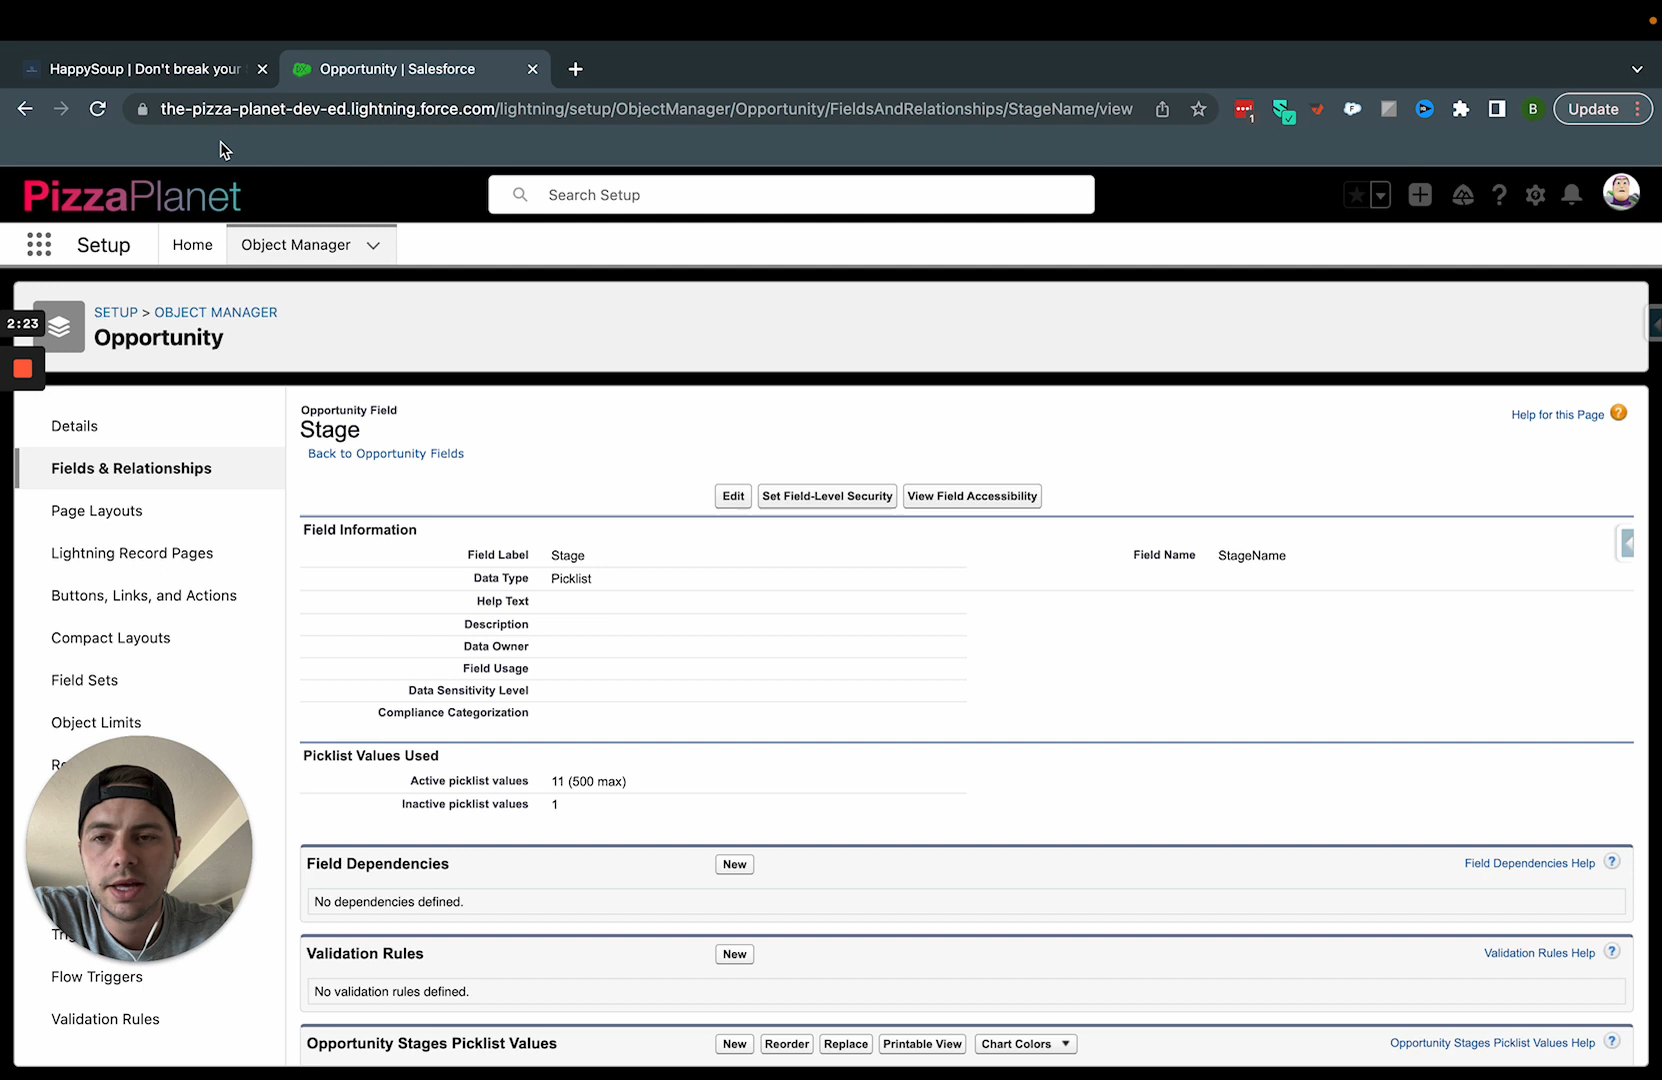 HappySoup | Don't break your
Opportunity | Salesforce
the-pizza-planet-dev-ed.lightning.force.com/lightning/setup/ObjectManager/Opportunity/FieldsAndRelationships/StageName/view
1
B
Update
PizzaPlanet
Search Setup
Setup
Home
Object Manager
SETUP > OBJECT MANAGER
Opportunity
2:23
Details
Fields & Relationships
Page Layouts
Lightning Record Pages
Buttons, Links, and Actions
Compact Layouts
Field Sets
Object Limits
Flow Triggers
Validation Rules
Opportunity Field
Stage
Back to Opportunity Fields
Help for this Page ?
Edit
Set Field-Level Security
View Field Accessibility
Field Information
Field Label Stage
Field Name StageName
Data Type Picklist
Help Text
Description
Data Owner
Field Usage
Data Sensitivity Level
Compliance Categorization
Picklist Values Used
Active picklist values 11 (500 max)
Inactive picklist values 1
Field Dependencies New Field Dependencies Help ?
No dependencies defined.
Validation Rules New Validation Rules Help ?
No validation rules defined.
Opportunity Stages Picklist Values New Reorder Replace Printable View Chart Colors Opportunity Stages Picklist Values Help ?